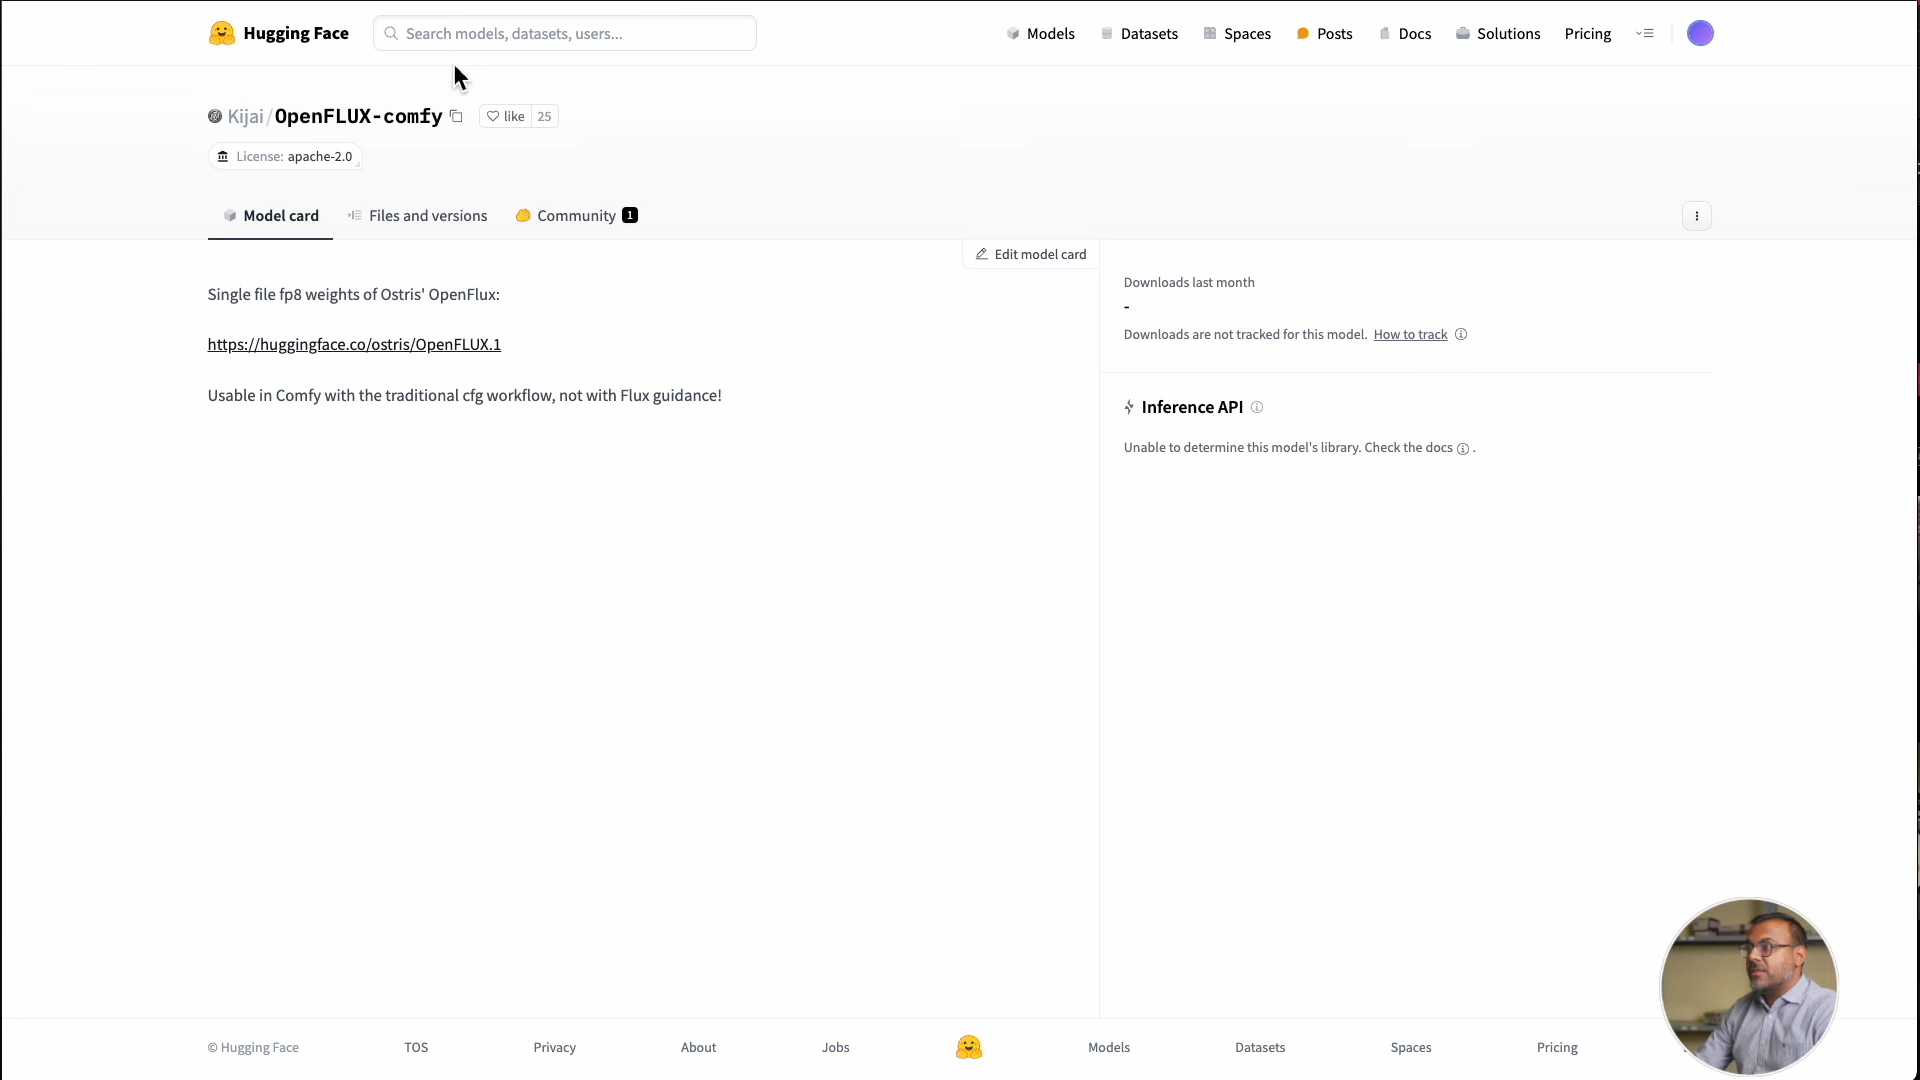 Hugging Face
Search models, datasets, users...
Models
Datasets
Spaces
Posts
Docs
Solutions
Pricing
Kijai/OpenFLUX-comfy
like 25
License: apache-2.0
Model card
Files and versions
Community 1
Edit model card
Single file fp8 weights of Ostris' OpenFlux:
https://huggingface.co/ostris/OpenFLUX.1
Usable in Comfy with the traditional cfg workflow, not with Flux guidance!
Downloads last month
-
Downloads are not tracked for this model. How to track
Inference API
Unable to determine this model's library. Check the docs .
© Hugging Face
TOS
Privacy
About
Jobs
Models
Datasets
Spaces
Pricing